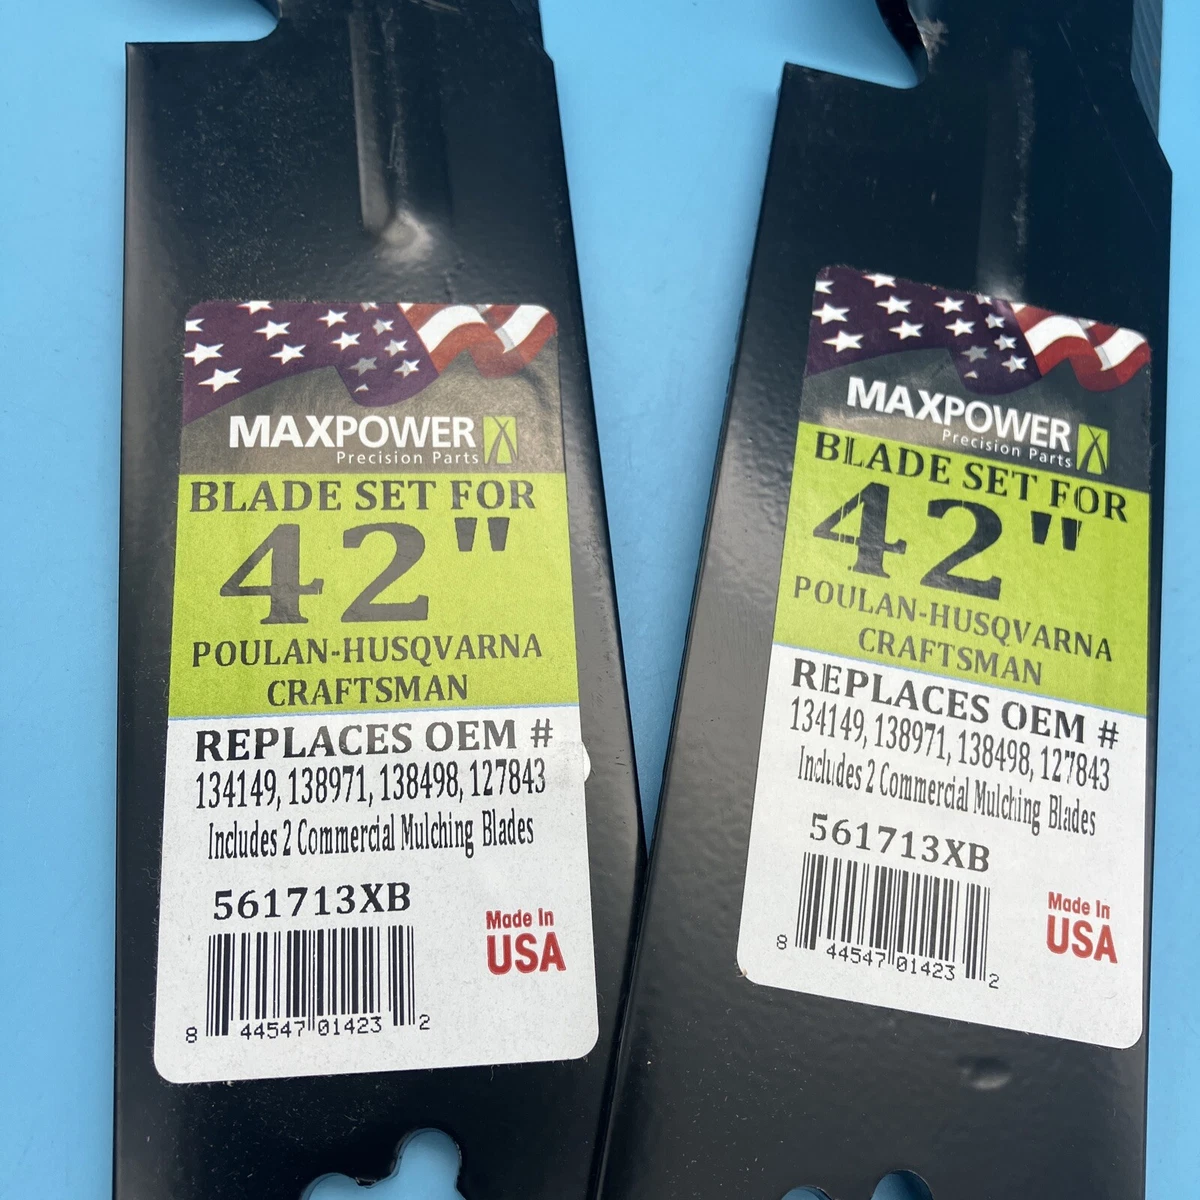 MAXPOWER
Precision Parts
BLADE SET FOR
42"
POULAN-HUSQVARNA
CRAFTSMAN
REPLACES OEM #
134149, 138971, 138498, 127843
Includes 2 Commercial Mulching Blades
561713XB
Made In
USA
8 44547 01423 2
MAXPOWER
Precision Parts
BLADE SET FOR
42"
POULAN-HUSQVARNA
CRAFTSMAN
REPLACES OEM #
134149, 138971, 138498, 127843
Includes 2 Commercial Mulching Blades
561713XB
Made In
USA
8 44547 01423 2